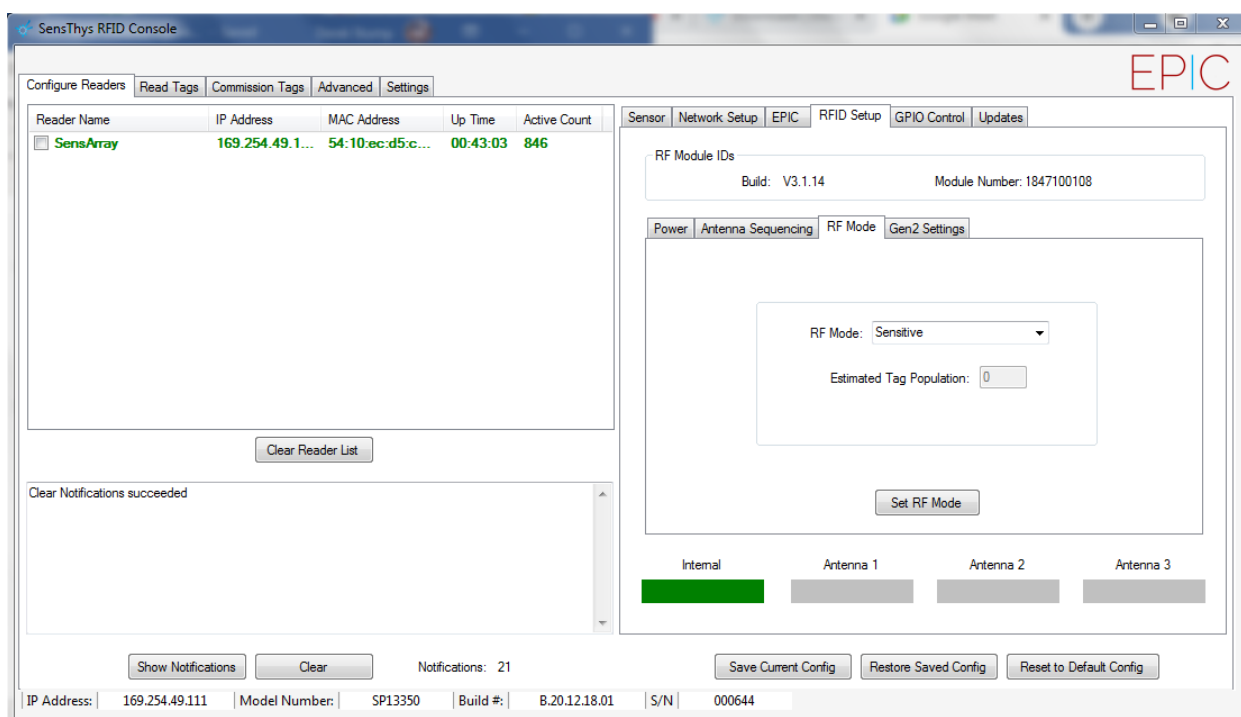 SensThys RFID Console
EPIC
Configure Readers Read Tags Commission Tags Advanced Settings
Reader Name IP Address MAC Address Up Time Active Count
SensArray 169.254.49.1... 54:10:ec:d5:c... 00:43:03 846
Clear Reader List
Clear Notifications succeeded
Show Notifications Clear Notifications: 21
Sensor Network Setup EPIC RFID Setup GPIO Control Updates
RF Module IDs
Build: V3.1.14 Module Number: 1847100108
Power Antenna Sequencing RF Mode Gen2 Settings
RF Mode: Sensitive
Estimated Tag Population: 0
Set RF Mode
Internal Antenna 1 Antenna 2 Antenna 3
Save Current Config Restore Saved Config Reset to Default Config
IP Address: 169.254.49.111 Model Number: SP13350 Build #: B.20.12.18.01 S/N 000644